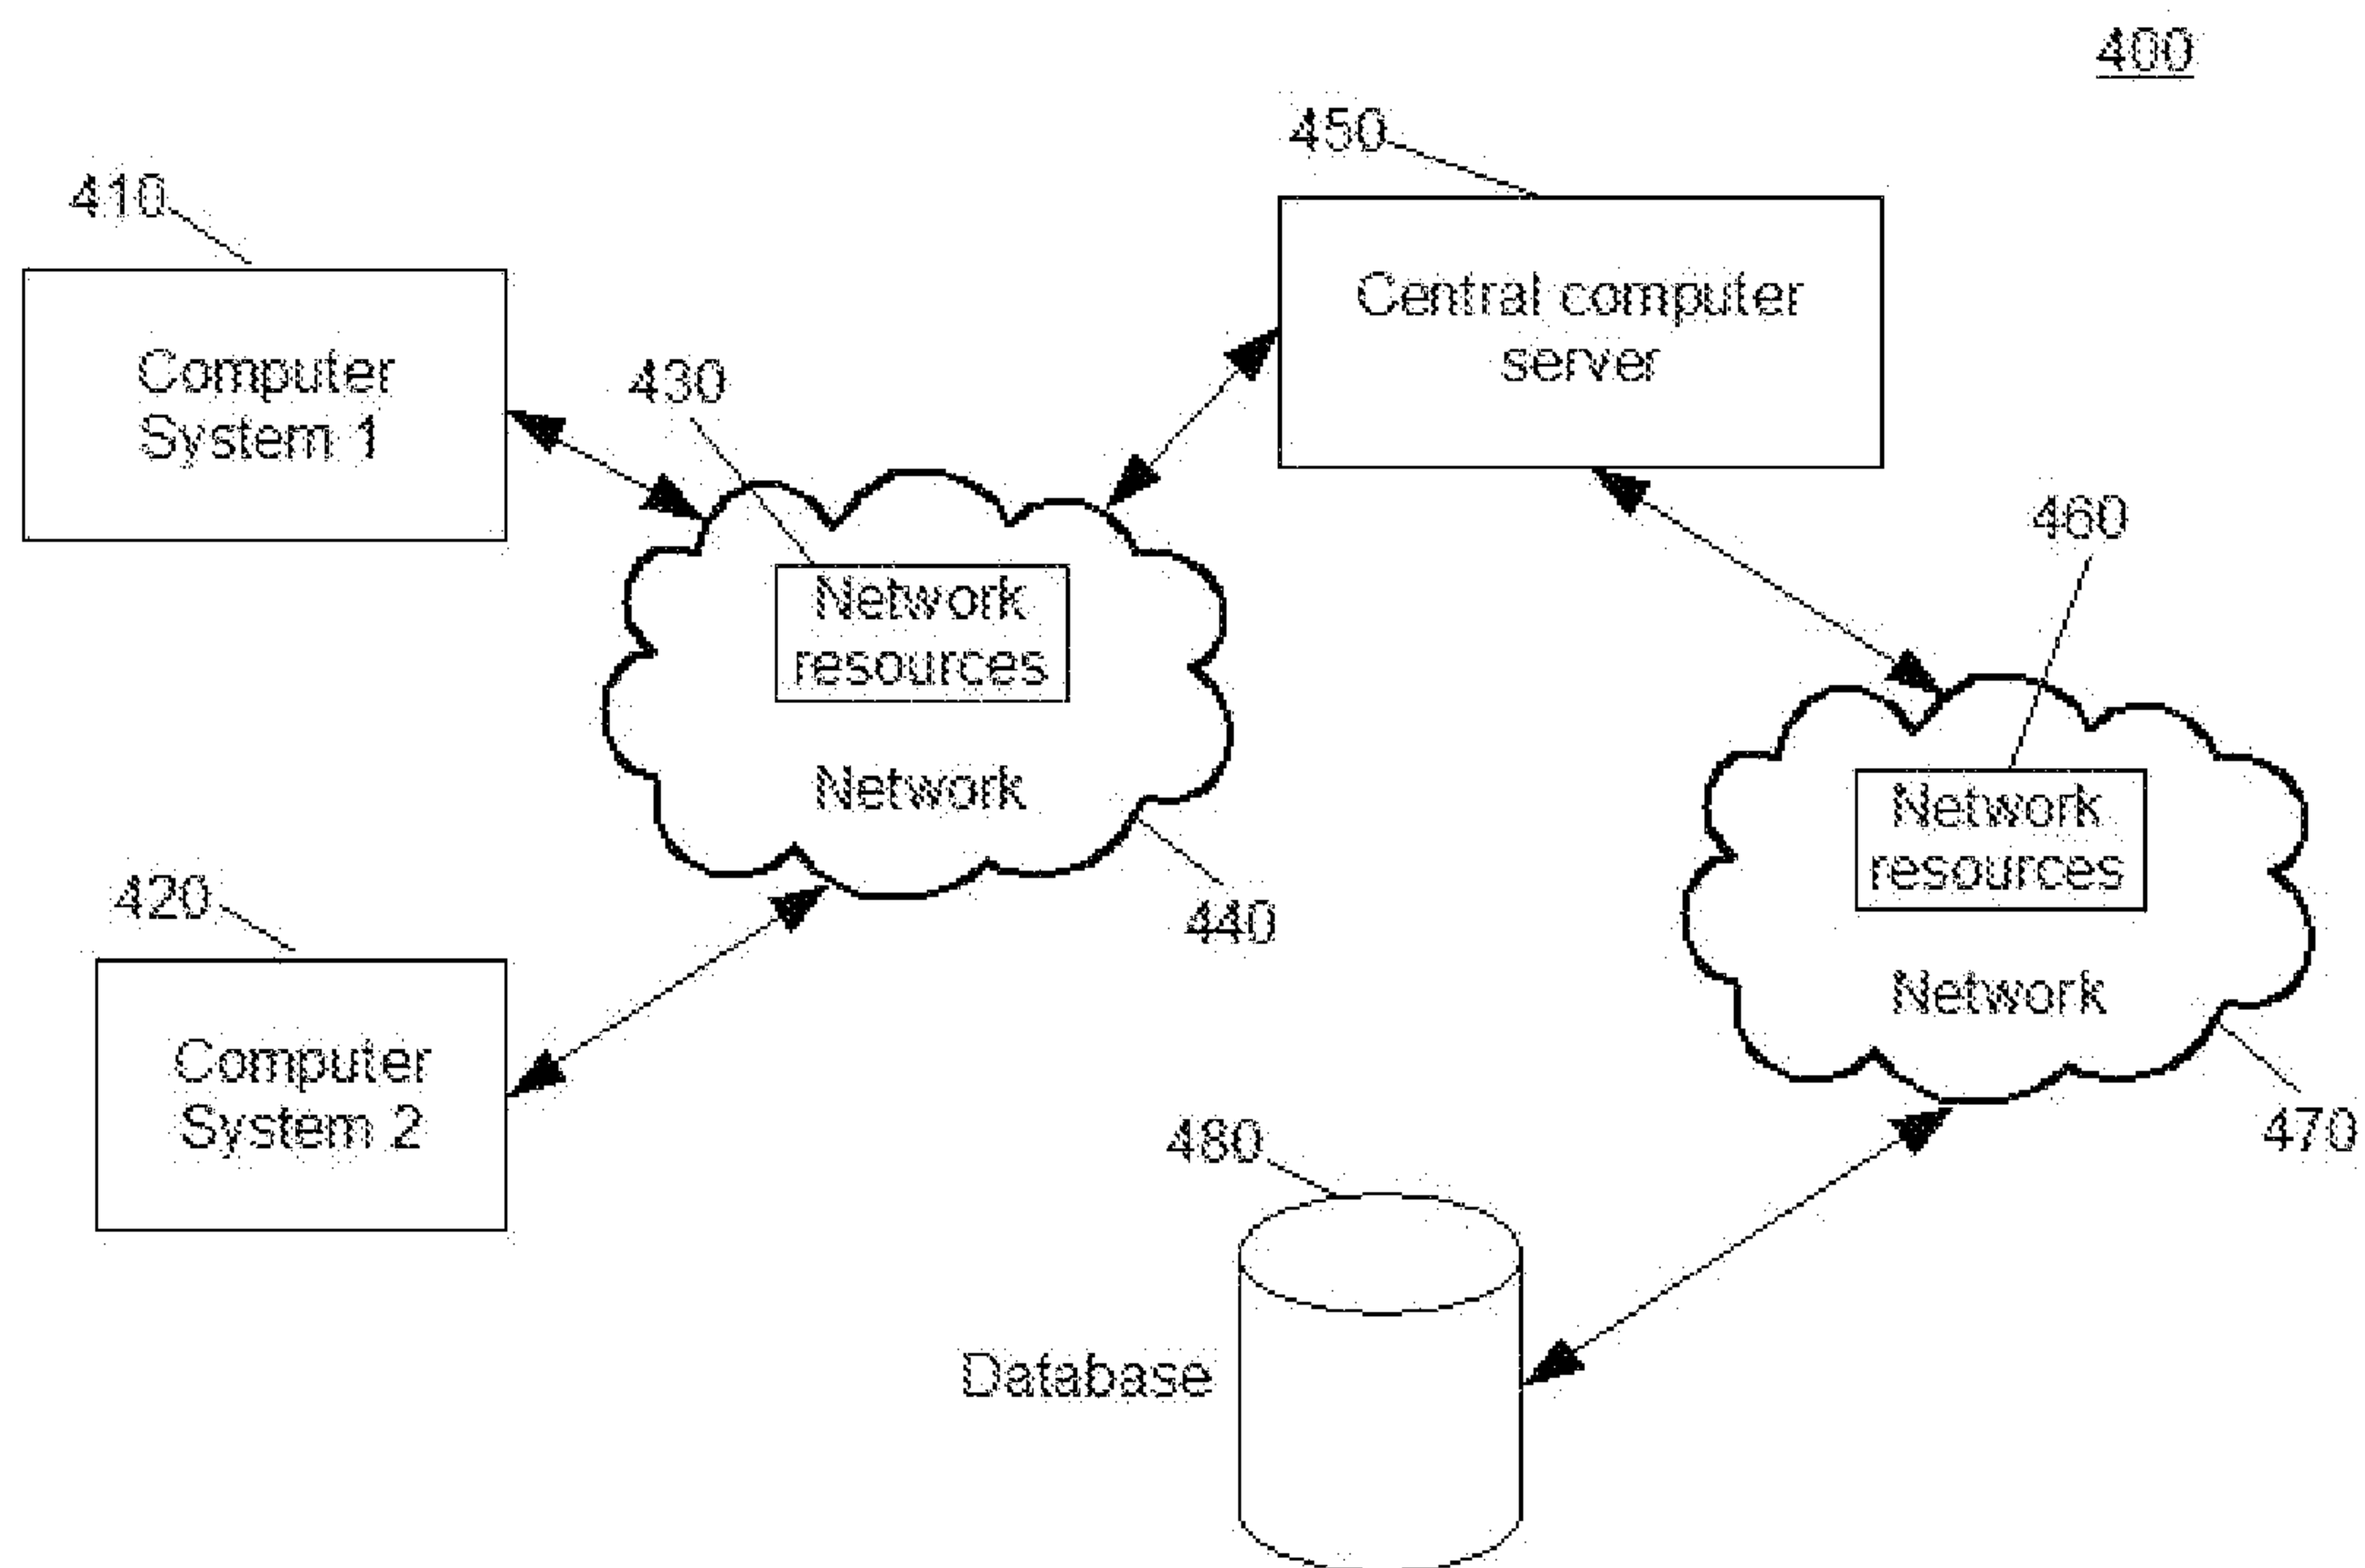 400
450
410
Central computer
server
Computer
System 1
430
460
Network
resources
Network
Network
resources
420
440
Network
Computer
System 2
480
470
Database